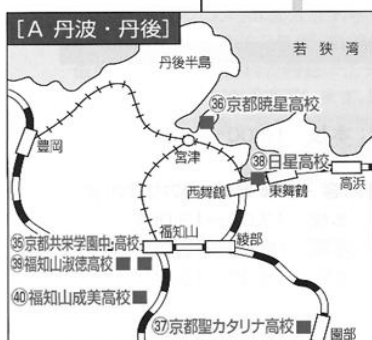 [A 丹波・丹後]
若狭湾
丹後半島
㊱京都暁星高校
豊岡
宮津
㊳日星高校
高浜
西舞鶴
東舞鶴
福知山
綾部
㉟京都共栄学園中・高校
㊴福知山淑徳高校
㊵福知山成美高校
㊲京都聖カタリナ高校
園部